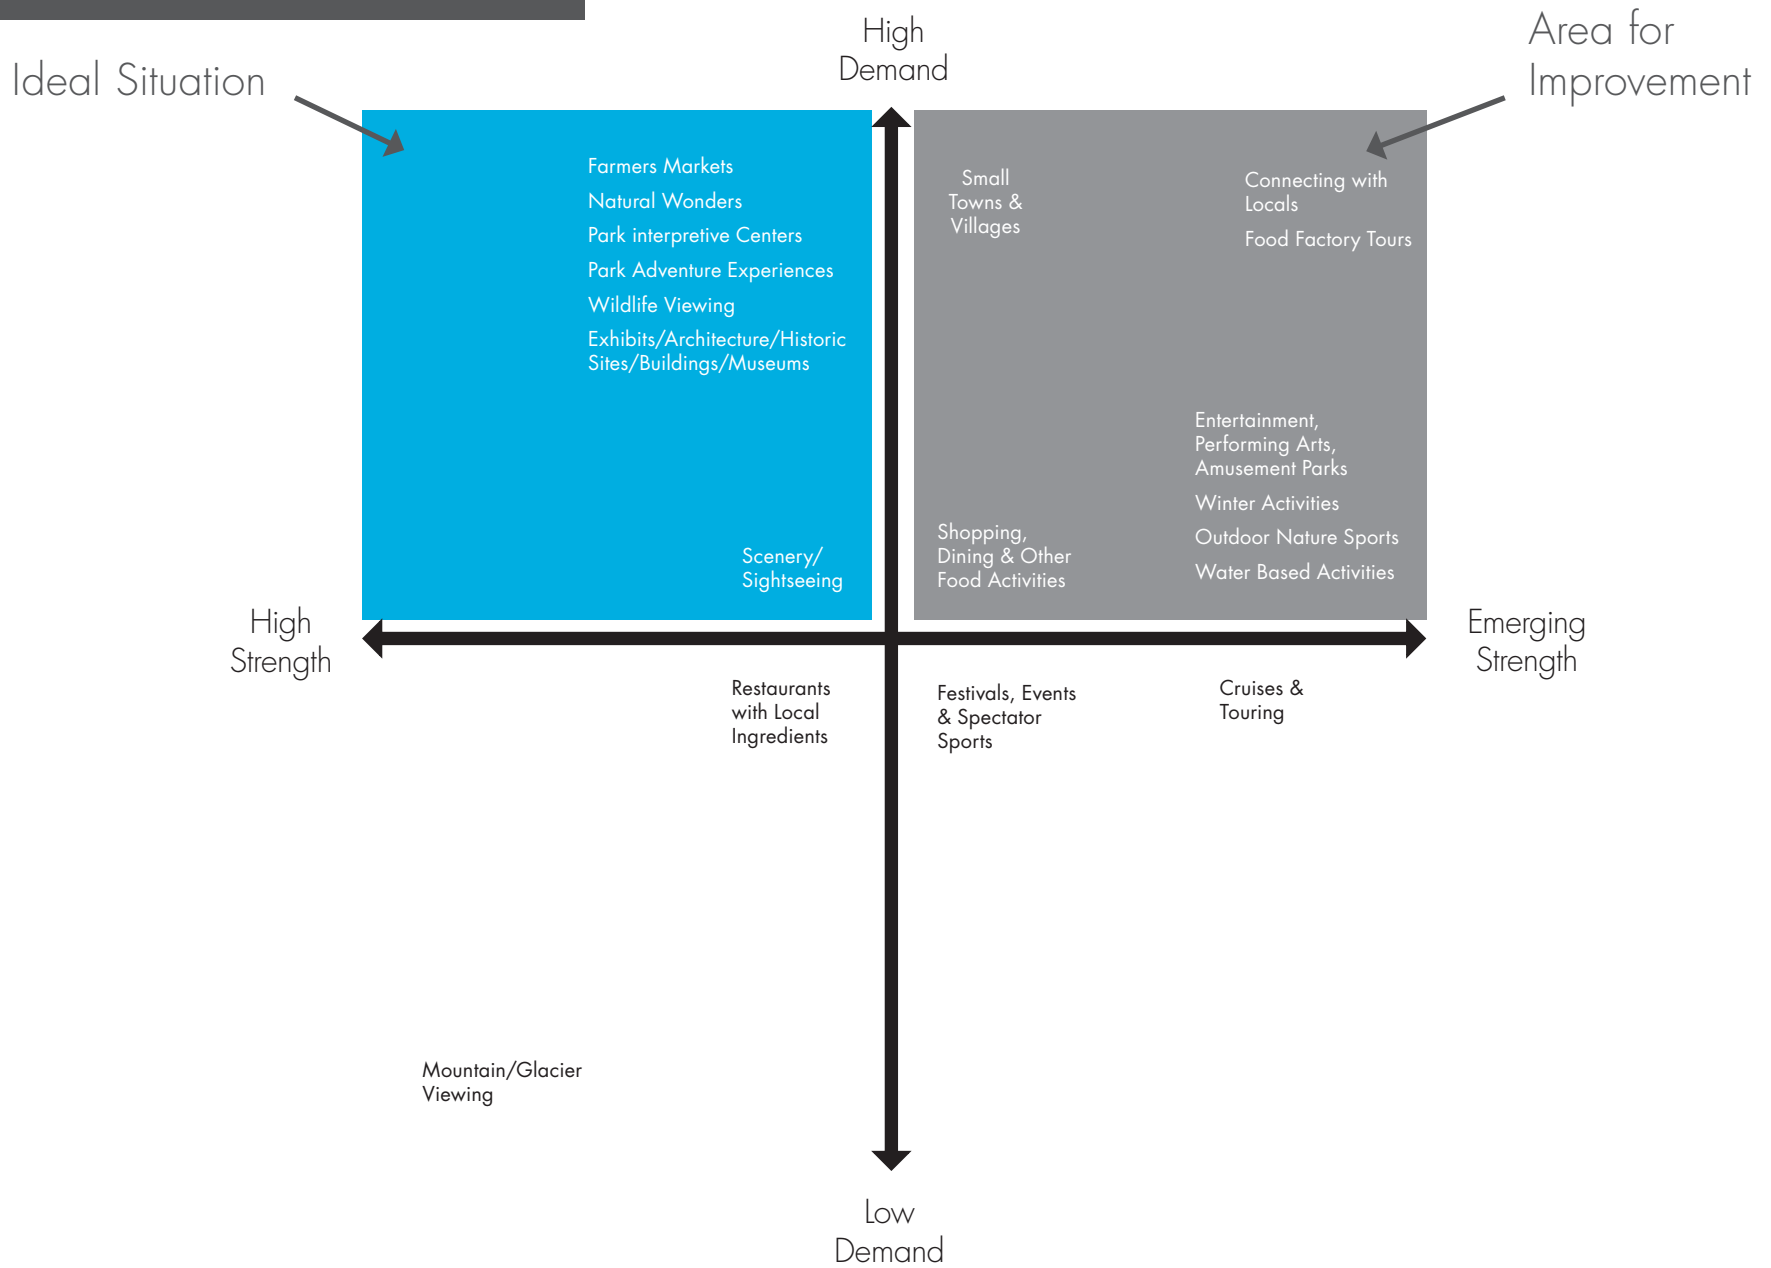 High
Demand
Ideal Situation
Area for
Improvement
Farmers Markets
Natural Wonders
Park interpretive Centers
Park Adventure Experiences
Wildlife Viewing
Exhibits/Architecture/Historic
Sites/Buildings/Museums
Scenery/
Sightseeing
Small
Towns &
Villages
Connecting with
Locals
Food Factory Tours
Entertainment,
Performing Arts,
Amusement Parks
Winter Activities
Outdoor Nature Sports
Water Based Activities
Shopping,
Dining & Other
Food Activities
High
Strength
Emerging
Strength
Restaurants
with Local
Ingredients
Festivals, Events
& Spectator
Sports
Cruises &
Touring
Mountain/Glacier
Viewing
Low
Demand